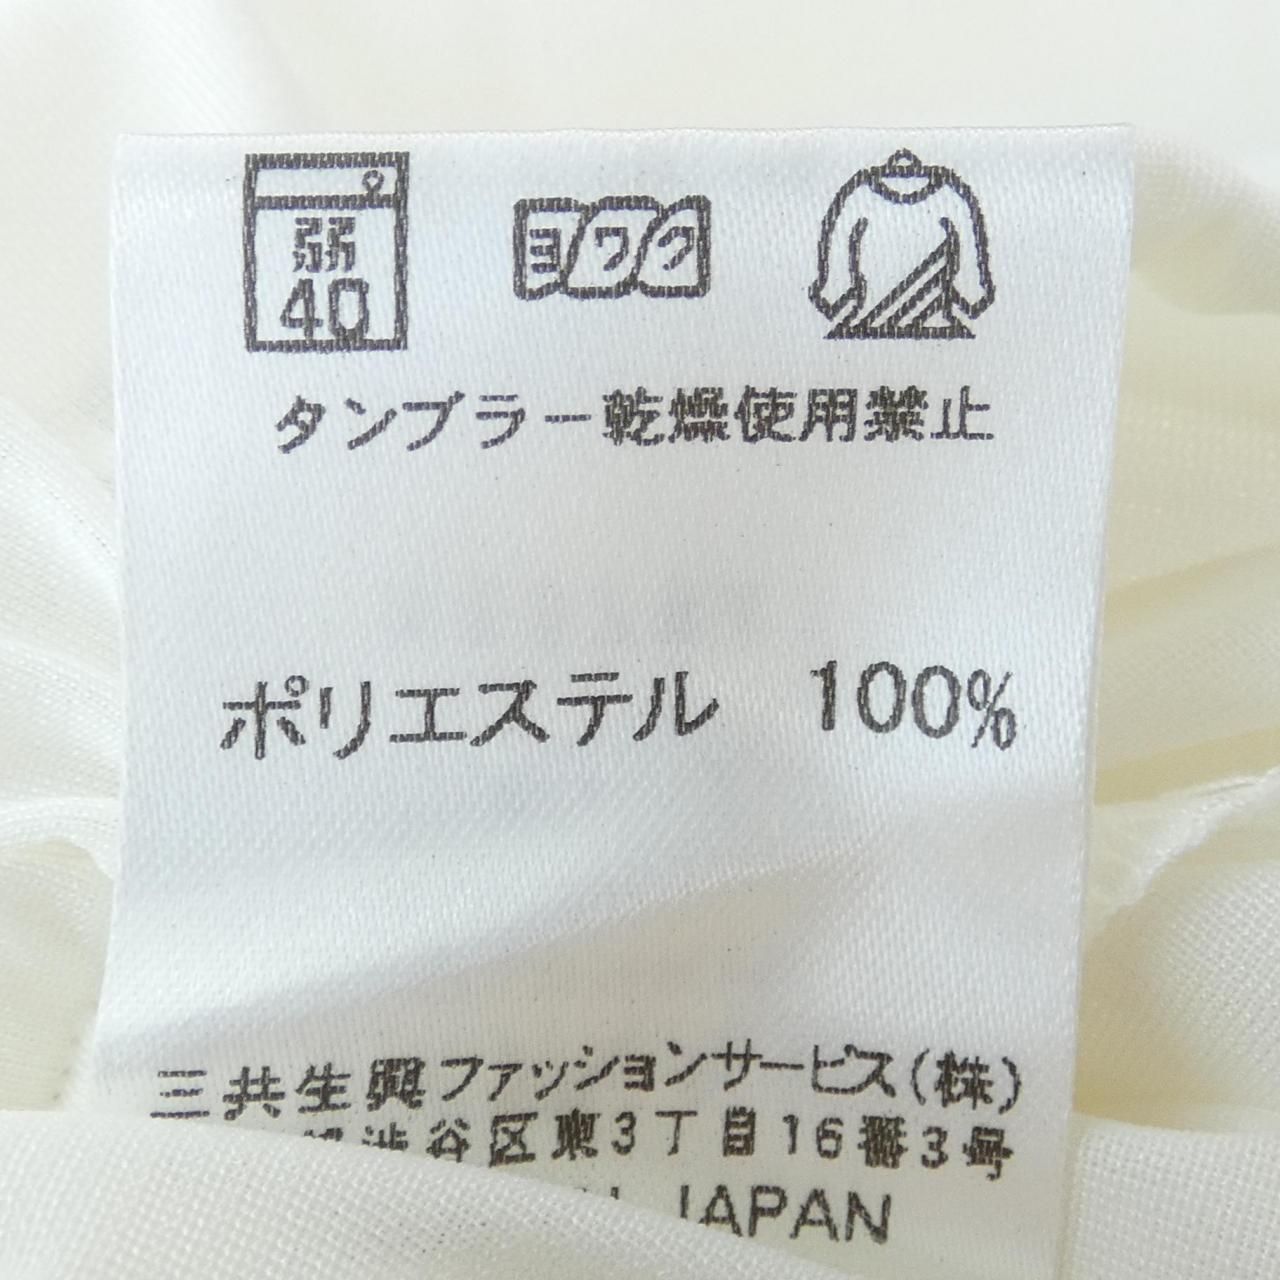 弱 ヨワク
40
タンブラー乾燥使用禁止
ポリエステル 100%
三共生興ファッションサービス(株)
渋谷区東3丁目16番3号
JAPAN